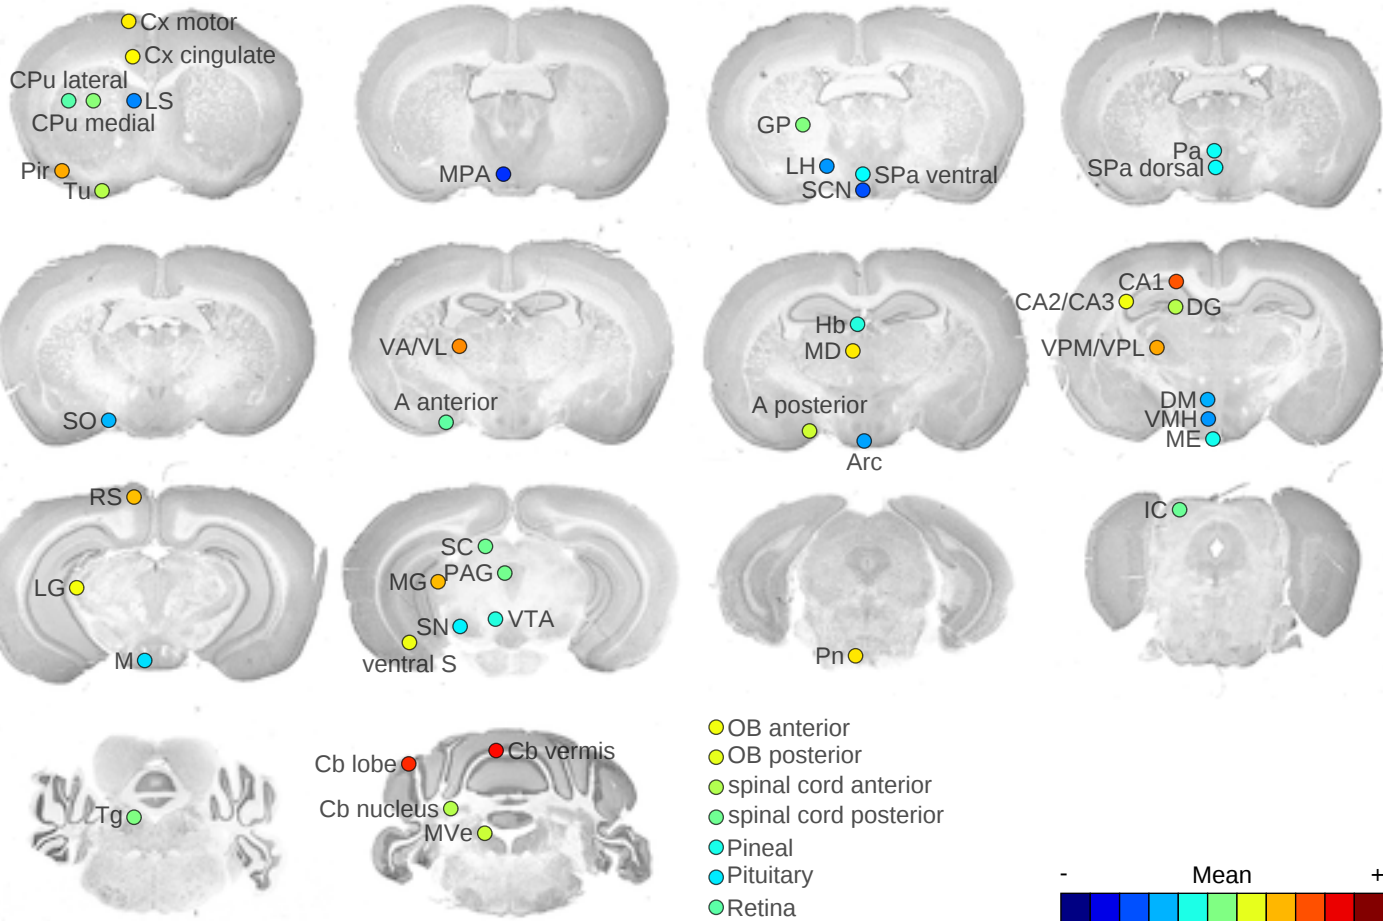 Cx motor
Cx cingulate
CPu lateral
LS
CPu medial
Pir
Tu
MPA
GP
LH
SPa ventral
SCN
Pa
SPa dorsal
SO
VA/VL
A anterior
Hb
MD
A posterior
Arc
CA1
CA2/CA3
DG
VPM/VPL
DM
VMH
ME
RS
LG
M
SC
PAG
MG
SN
VTA
ventral S
Pn
IC
Tg
Cb lobe
Cb vermis
Cb nucleus
MVe
OB anterior
OB posterior
spinal cord anterior
spinal cord posterior
Pineal
Pituitary
Retina
- Mean +